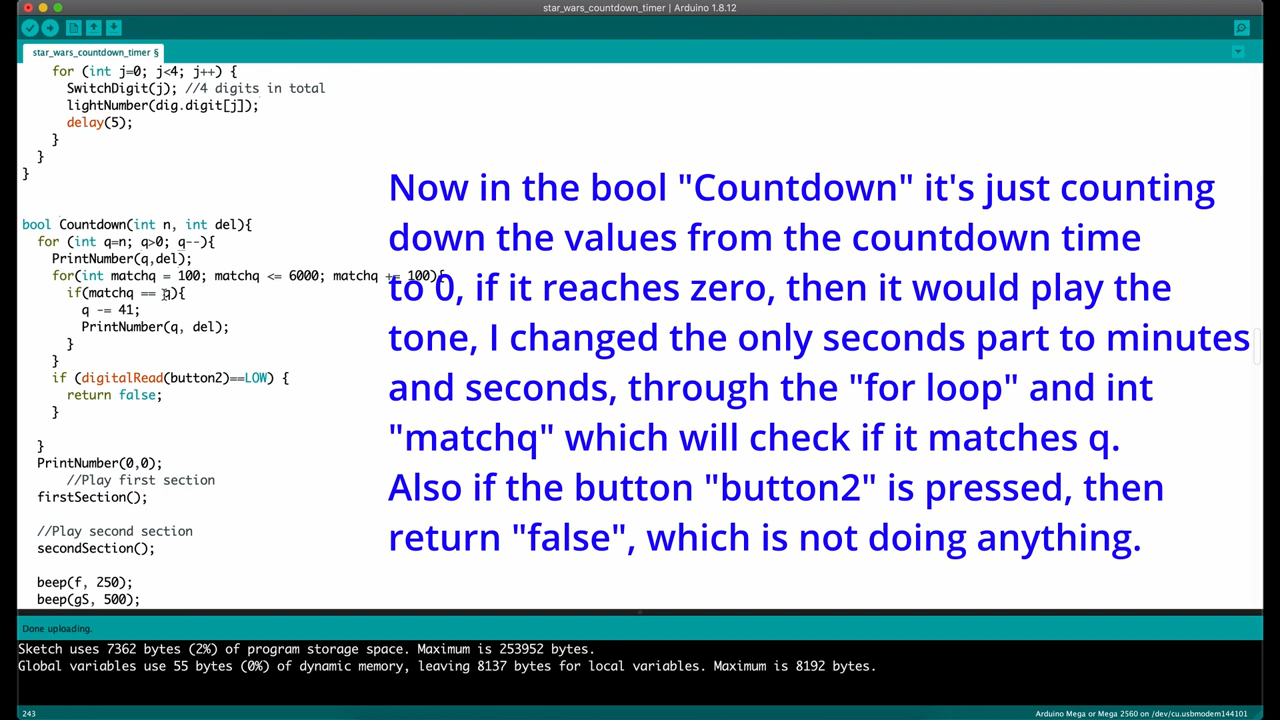 star_wars_countdown_timer | Arduino 1.8.12
star_wars_countdown_timer §
for (int j=0; j<4; j++) {
SwitchDigit(j); //4 digits in total
lightNumber(dig.digit[j]);
delay(5);
}
}
}
bool Countdown(int n, int del){
for (int q=n; q>0; q--){
PrintNumber(q,del);
for(int matchq = 100; matchq <= 6000; matchq += 100){
if(matchq == q){
q -= 41;
PrintNumber(q, del);
}
}
if (digitalRead(button2)==LOW) {
return false;
}
}
PrintNumber(0,0);
//Play first section
firstSection();
//Play second section
secondSection();
beep(f, 250);
beep(gS, 500);
Now in the bool "Countdown" it's just counting
down the values from the countdown time
to 0, if it reaches zero, then it would play the
tone, I changed the only seconds part to minutes
and seconds, through the "for loop" and int
"matchq" which will check if it matches q.
Also if the button "button2" is pressed, then
return "false", which is not doing anything.
Done uploading.
Sketch uses 7362 bytes (2%) of program storage space. Maximum is 253952 bytes.
Global variables use 55 bytes (0%) of dynamic memory, leaving 8137 bytes for local variables. Maximum is 8192 bytes.
243
Arduino Mega or Mega 2560 on /dev/cu.usbmodem144101